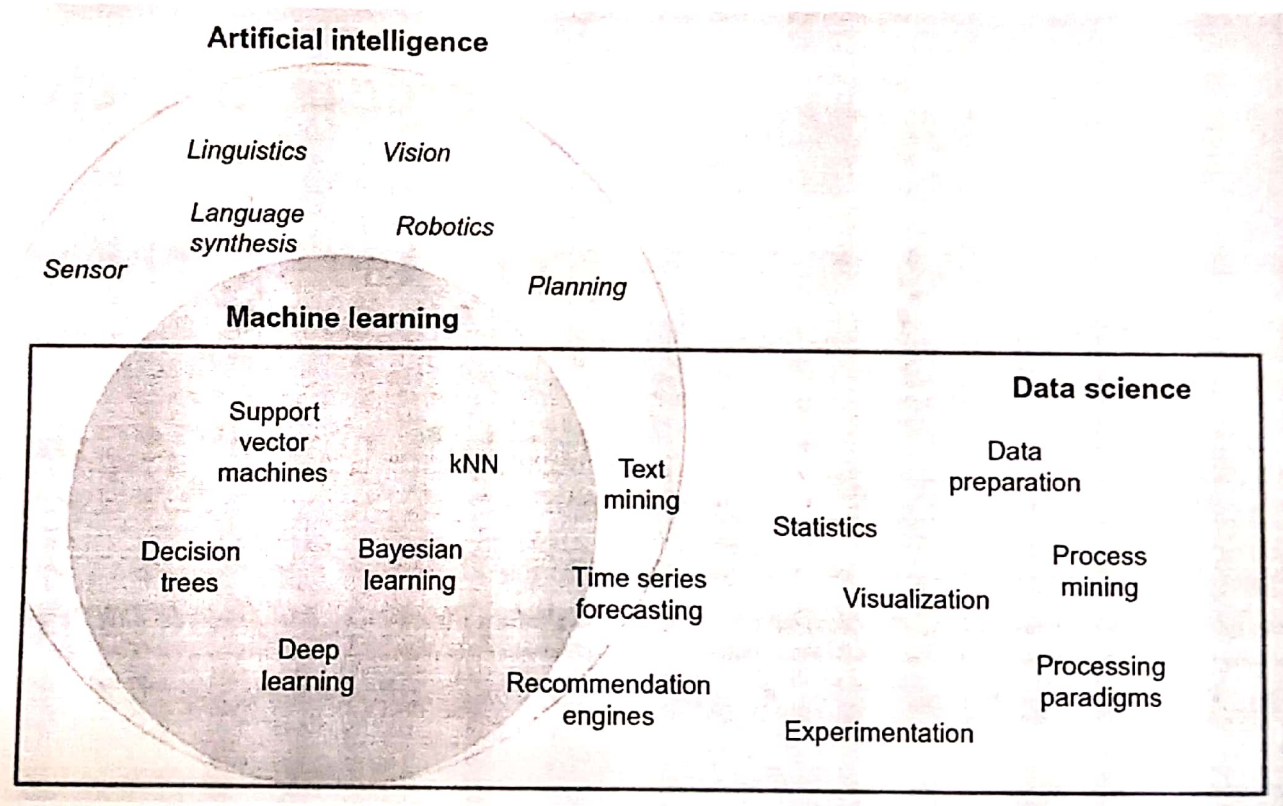 Artificial intelligence
Linguistics
Vision
Language
synthesis
Robotics
Sensor
Planning
Machine learning
Data science
Support
vector
machines
kNN
Text
mining
Data
preparation
Statistics
Decision
trees
Bayesian
learning
Time series
forecasting
Visualization
Process
mining
Deep
learning
Recommendation
engines
Processing
paradigms
Experimentation